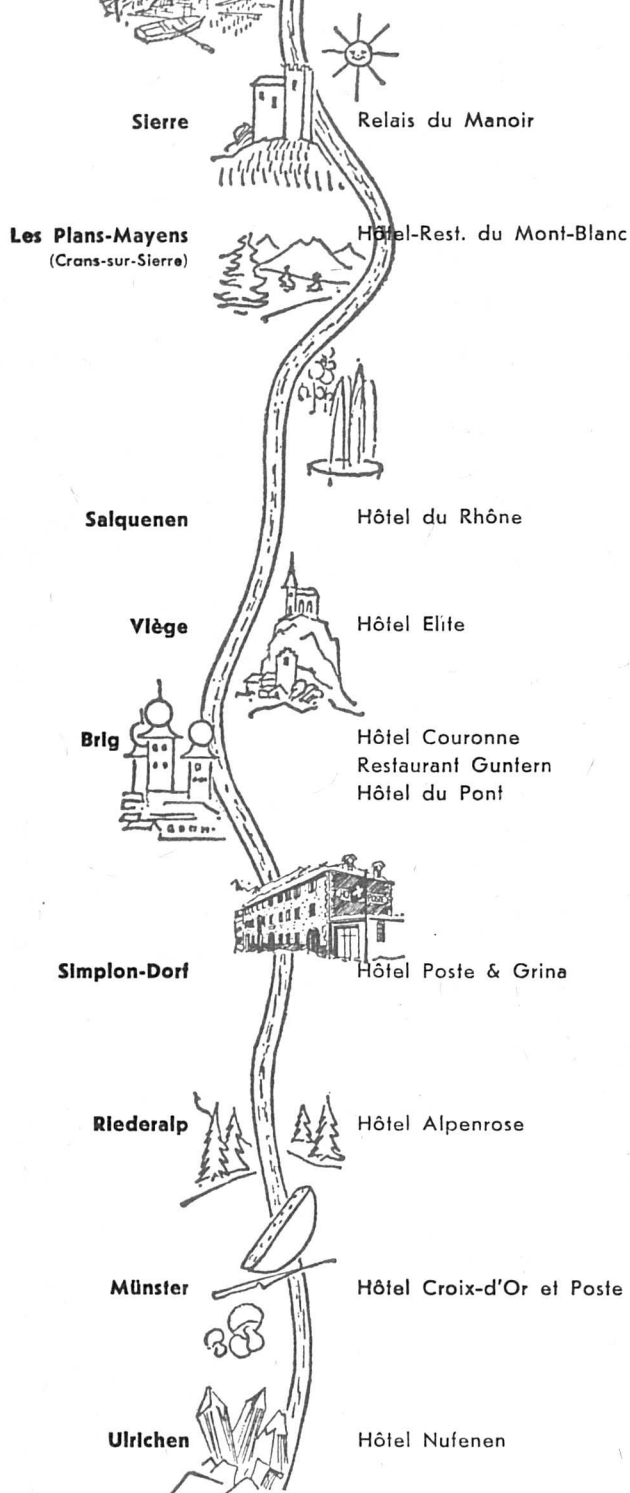 Sierre Relais du Manoir
Les Plans-Mayens Hôtel-Rest. du Mont-Blanc
(Crans-sur-Sierre)
Salquenen Hôtel du Rhône
Viège Hôtel Elite
Brig Hôtel Couronne
Restaurant Guntern
Hôtel du Pont
Simplon-Dorf Hôtel Poste & Grina
Riederalp Hôtel Alpenrose
Münster Hôtel Croix-d'Or et Poste
Ulrichen Hôtel Nufenen